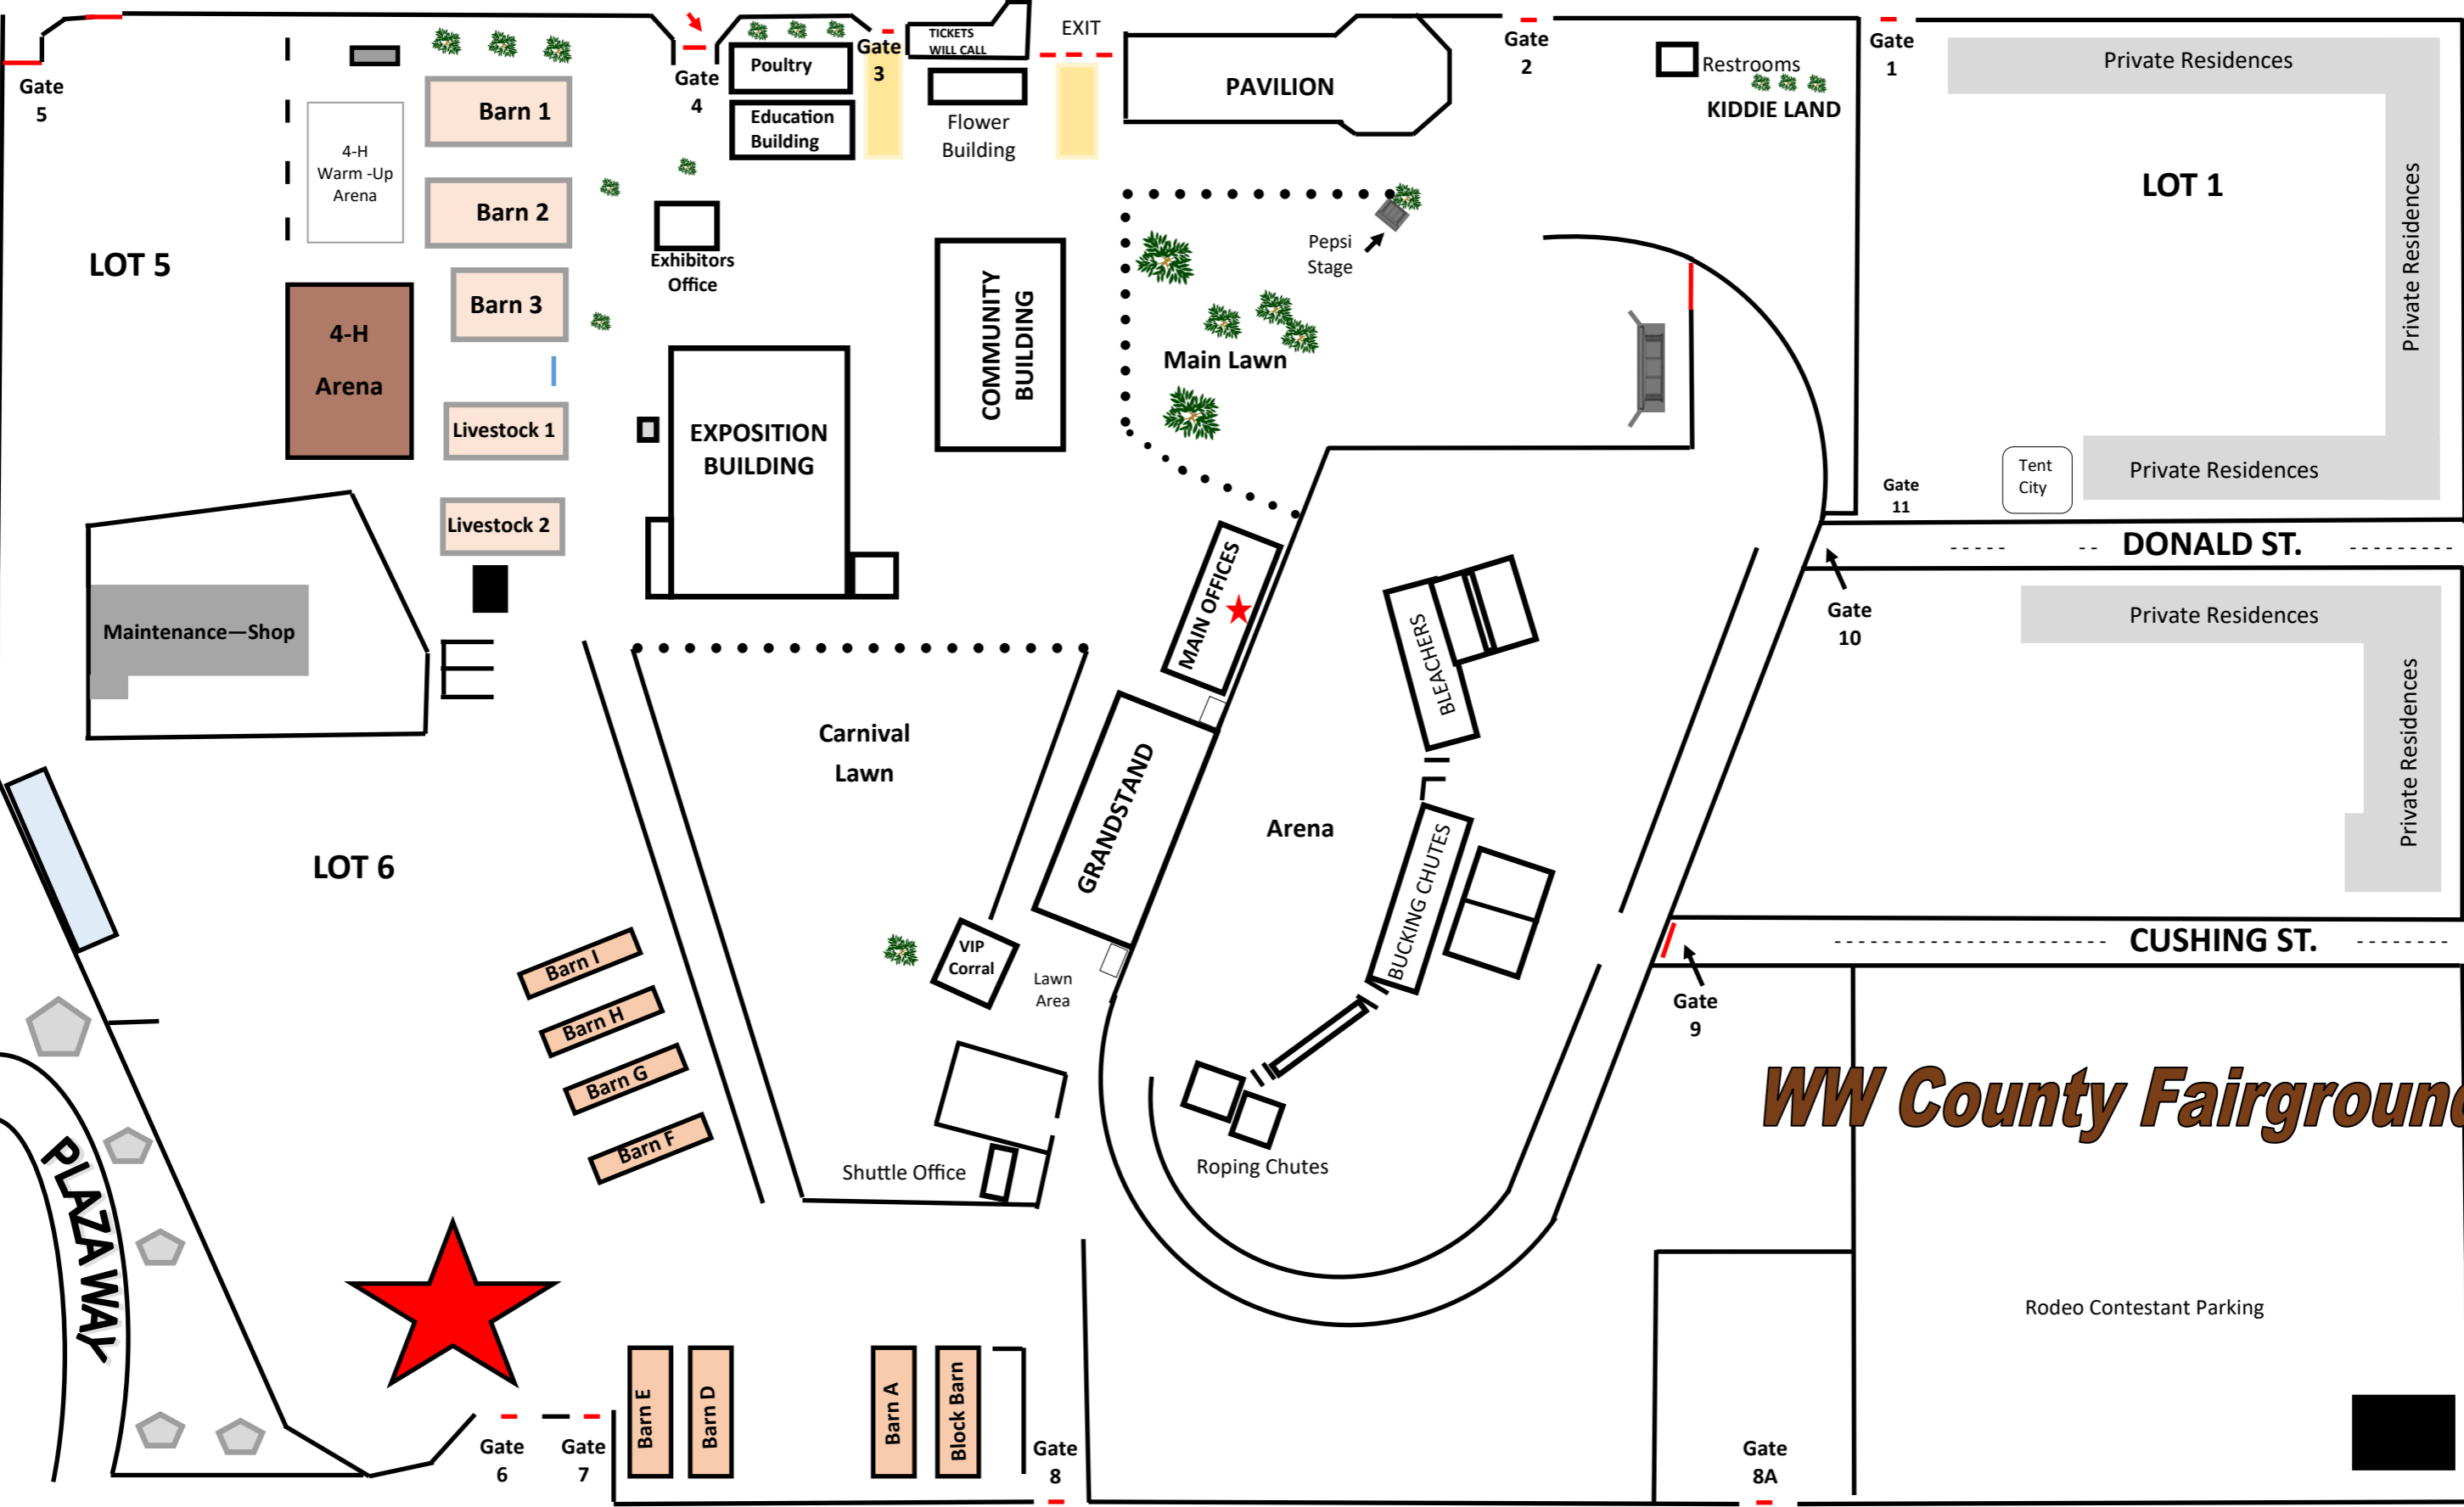 EXIT
TICKETS
WILL CALL
Gate
5
Gate
4
Gate
3
Gate
2
Gate
1
Poultry
Education
Building
Flower
Building
PAVILION
Restrooms
KIDDIE LAND
Private Residences
LOT 1
Private Residences
Barn 1
4-H
Warm -Up
Arena
Barn 2
LOT 5
Exhibitors
Office
Pepsi
Stage
Barn 3
4-H
Arena
COMMUNITY
BUILDING
Main Lawn
Livestock 1
EXPOSITION
BUILDING
Tent
City
Private Residences
Gate
11
Livestock 2
DONALD ST.
MAIN OFFICES
BLEACHERS
Gate
10
Private Residences
Private Residences
Maintenance—Shop
Carnival
Lawn
GRANDSTAND
Arena
BUCKING CHUTES
LOT 6
CUSHING ST.
Barn I
VIP
Corral
Lawn
Area
Gate
9
Barn H
Barn G
Barn F
WW County Fairground
Shuttle Office
Roping Chutes
PLAZA WAY
Rodeo Contestant Parking
Barn E
Barn D
Barn A
Block Barn
Gate
6
Gate
7
Gate
8
Gate
8A